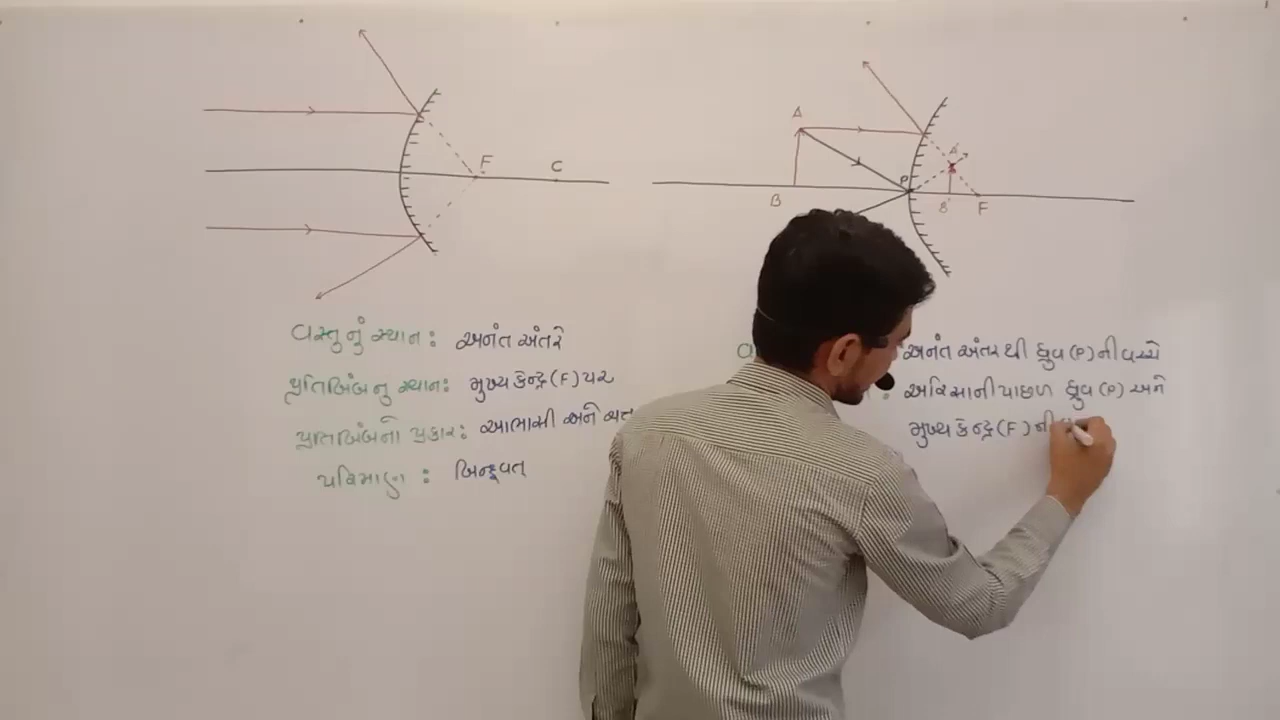 F C
A
A'
P
B B' F
વસ્તુનું સ્થાન : અનંત અંતરે
પ્રતિબિંબનુ સ્થાન : મુખ્ય કેન્દ્ર (F) પર
પ્રતિબિંબનો પ્રકાર : આભાસી અને ચત્તુ
પરિમાણ : બિન્દુવત્
અનંત અંતર થી ધ્રુવ (P) ની વચ્ચે
: અરિસાની પાછળ ધ્રુવ (P) અને
મુખ્ય કેન્દ્ર (F) ની